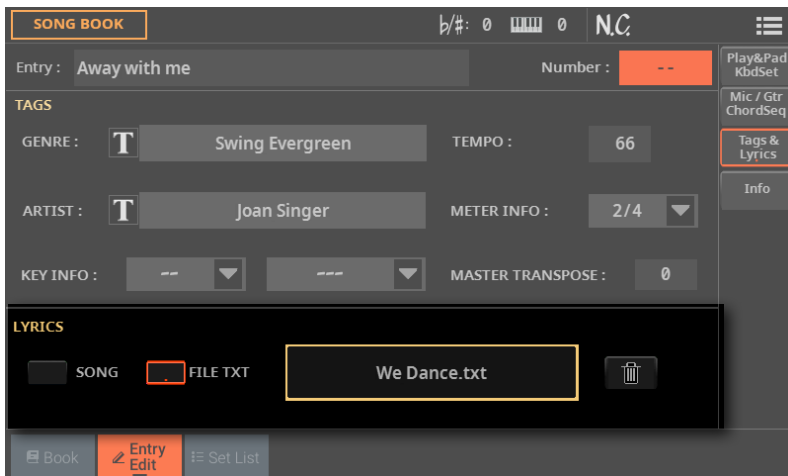 SONG BOOK
♭/♯: 0 0 N.C.
Entry : Away with me Number : --
Play&Pad
KbdSet
TAGS
Mic / Gtr
ChordSeq
GENRE : T Swing Evergreen TEMPO : 66
Tags &
Lyrics
Info
ARTIST : T Joan Singer METER INFO : 2/4
KEY INFO : -- --- MASTER TRANSPOSE : 0
LYRICS
SONG FILE TXT We Dance.txt
Book Entry
Edit Set List